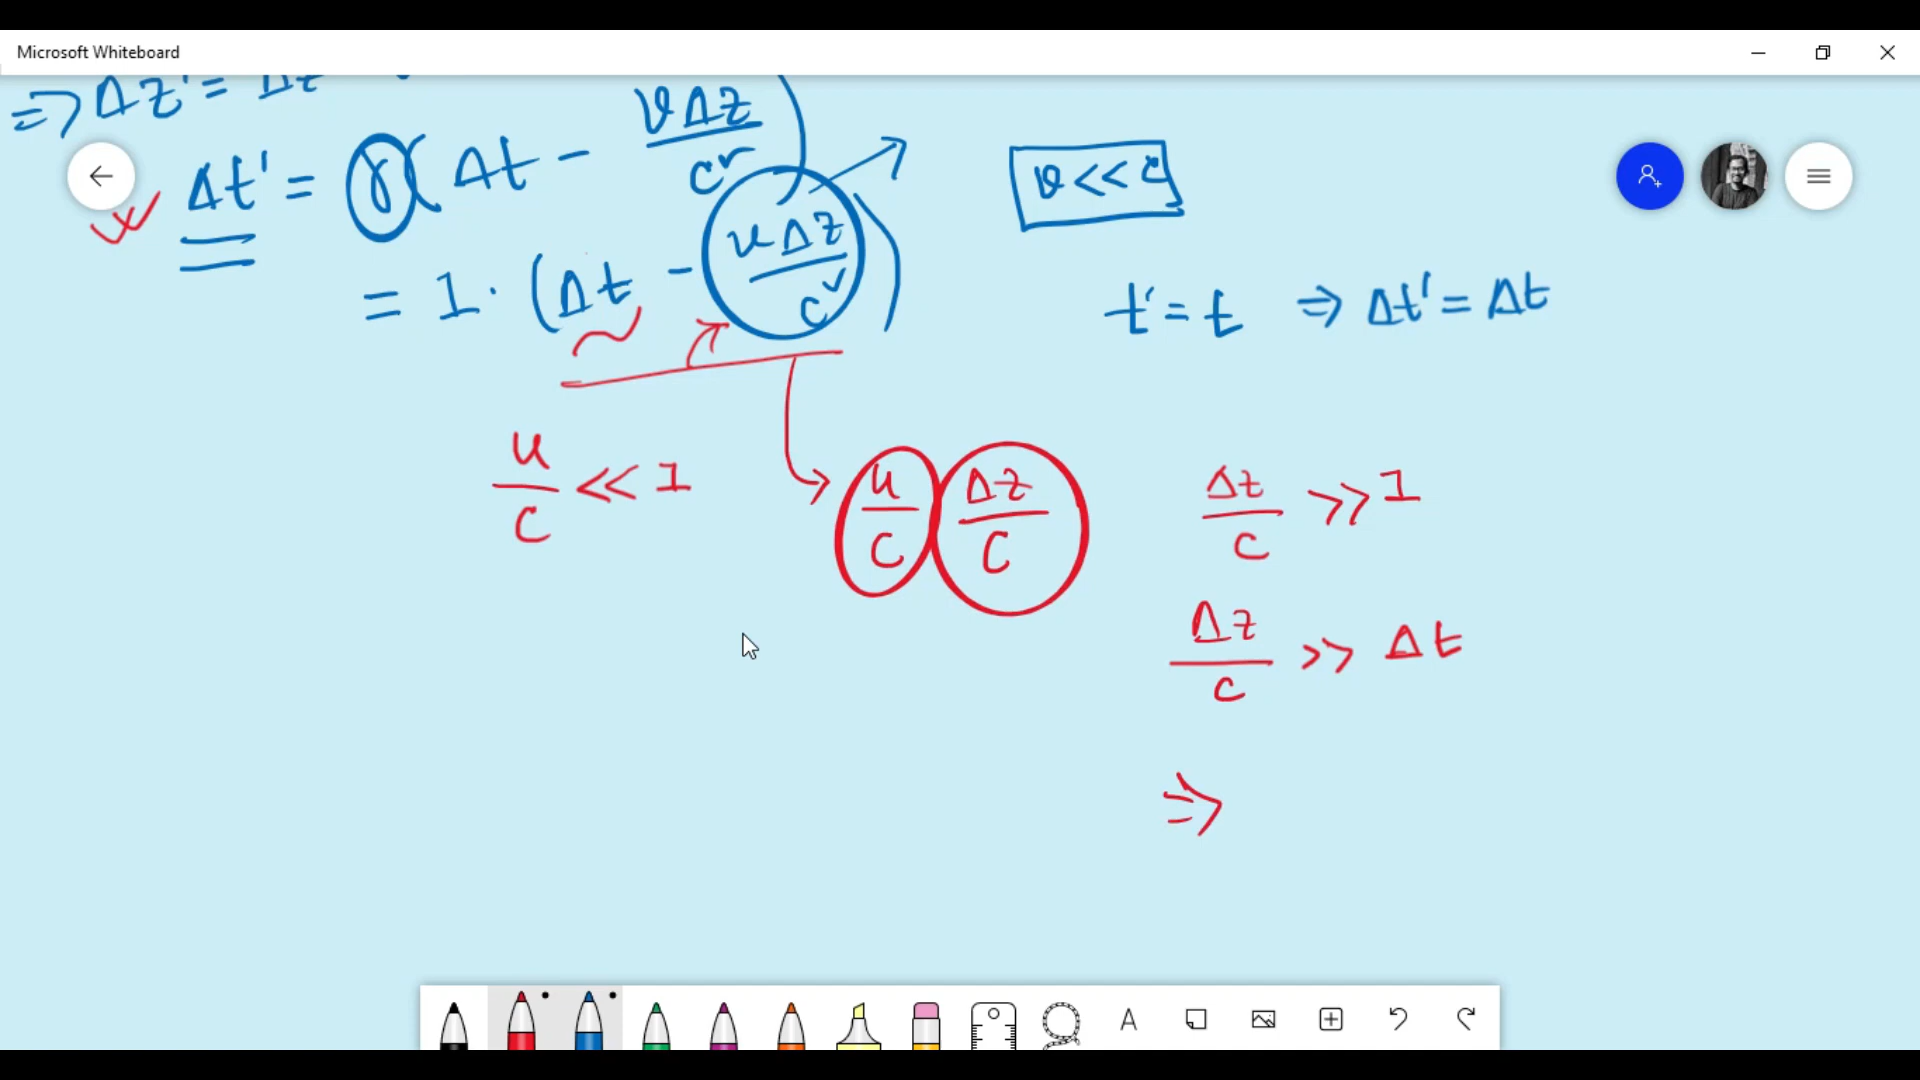 Microsoft Whiteboard
=> Δz' = Δz
Δt' = γ(Δt - vΔz/c²)
= 1·(Δt - uΔz/c²)
v << c
t' = t => Δt' = Δt
u/c << 1
u/c Δz/c
Δz/c >> 1
Δz/c >> Δt
=>